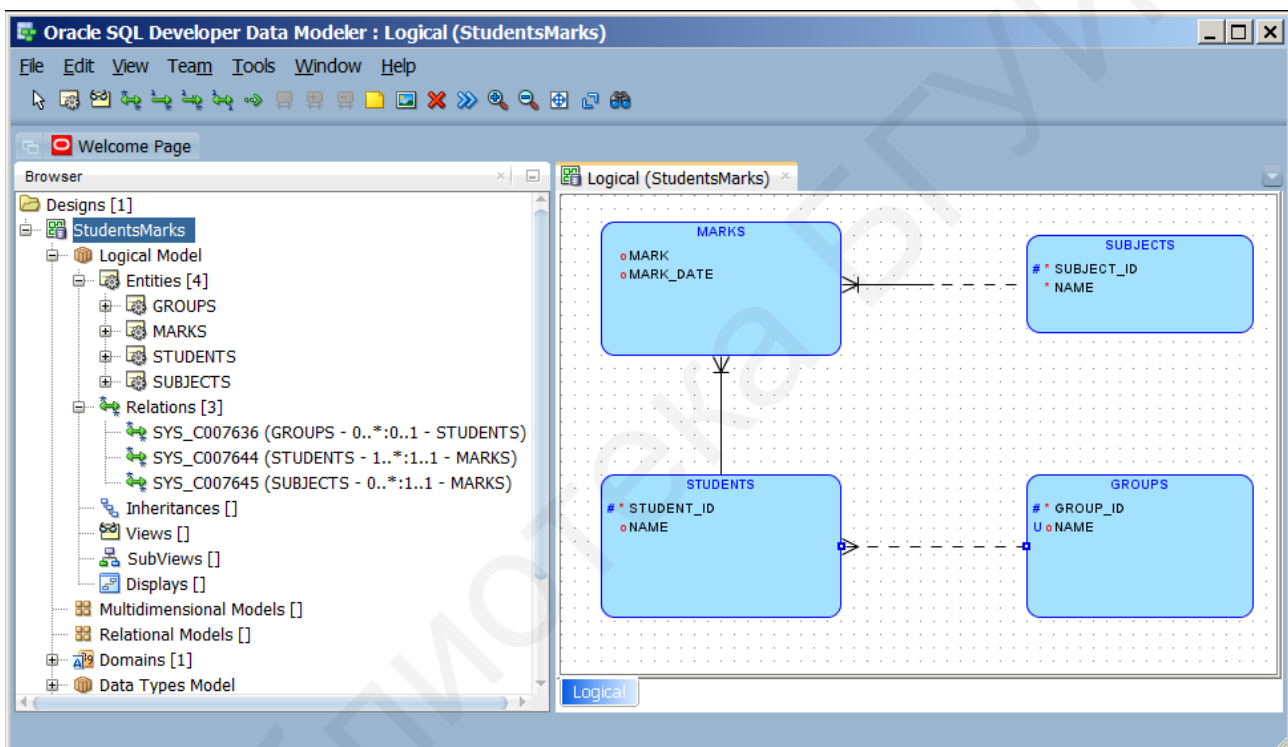 Oracle SQL Developer Data Modeler : Logical (StudentsMarks)
File Edit View Team Tools Window Help
Welcome Page
Browser
Designs [1]
StudentsMarks
Logical Model
Entities [4]
GROUPS
MARKS
STUDENTS
SUBJECTS
Relations [3]
SYS_C007636 (GROUPS - 0..*:0..1 - STUDENTS)
SYS_C007644 (STUDENTS - 1..*:1..1 - MARKS)
SYS_C007645 (SUBJECTS - 0..*:1..1 - MARKS)
Inheritances []
Views []
SubViews []
Displays []
Multidimensional Models []
Relational Models []
Domains [1]
Data Types Model
Logical (StudentsMarks)
MARKS
o MARK
o MARK_DATE
SUBJECTS
# * SUBJECT_ID
* NAME
STUDENTS
# * STUDENT_ID
o NAME
GROUPS
# * GROUP_ID
U o NAME
Logical